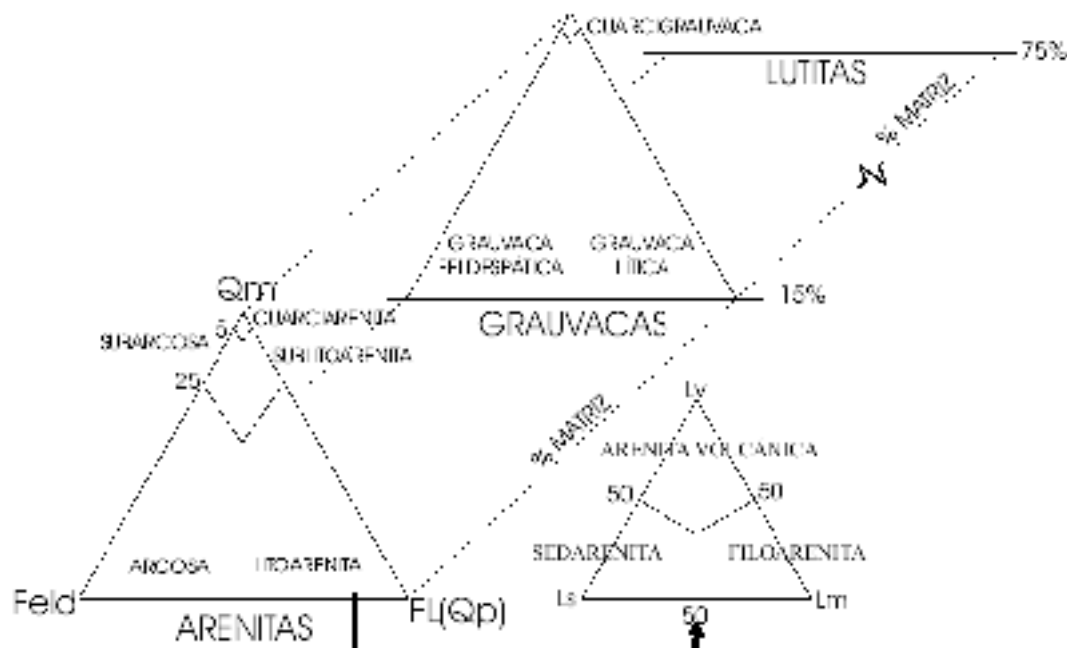 CUARCIGRAUVACA
75%
LUTITAS
% MATRIZ
GRAUVACA
FELDESPÁTICA
GRAUVACA
LÍTICA
15%
GRAUVACAS
Qm
5
CUARCIARENITA
SUBARCOSA
SUBLITOARENITA
25
% MATRIZ
Lv
ARENITA VOLCÁNICA
50
50
SEDARENITA
FILOARENITA
ARCOSA
LITOARENITA
Feld
FL(Qp)
Ls
Lm
50
ARENITAS